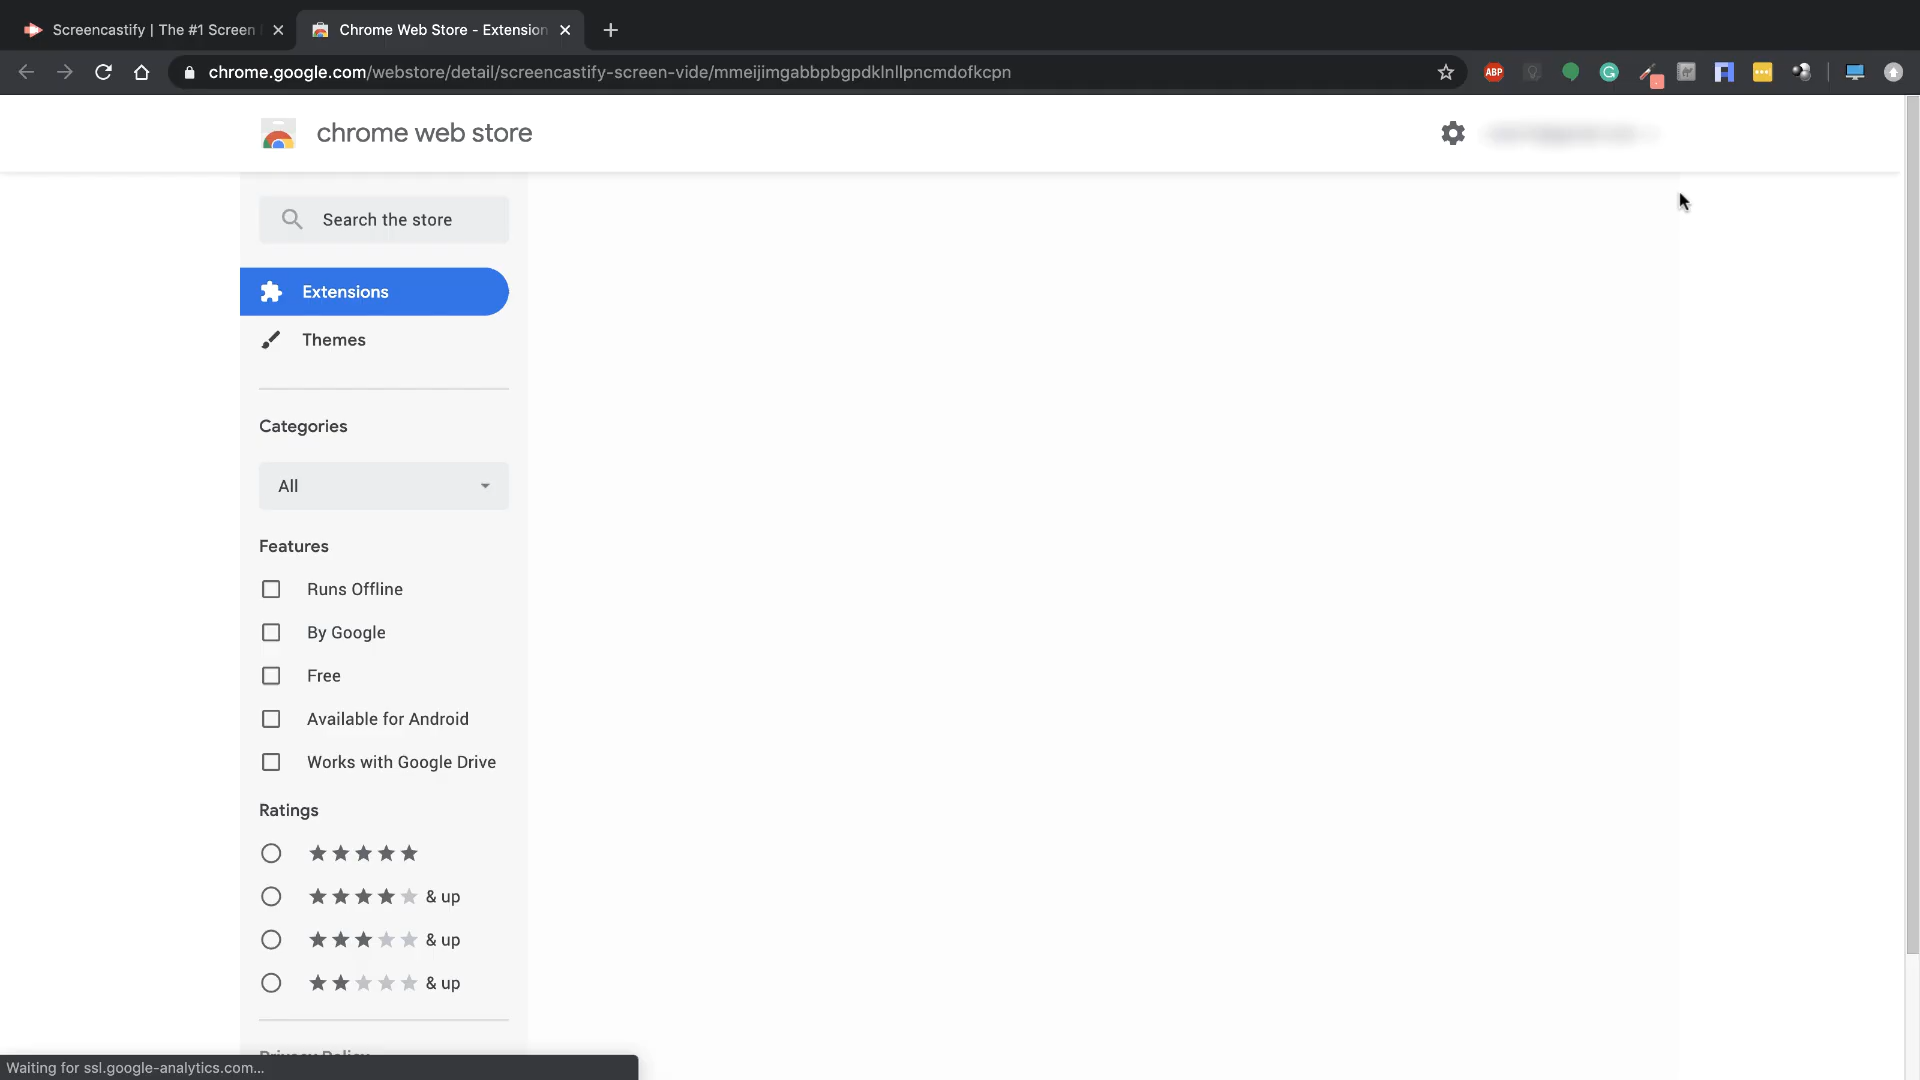 Screencastify | The #1 Screen
Chrome Web Store - Extension
chrome.google.com/webstore/detail/screencastify-screen-vide/mmeijimgabbpbgpdklnllpncmdofkcpn
ABP
chrome web store
Search the store
Extensions
Themes
Categories
All
Features
Runs Offline
By Google
Free
Available for Android
Works with Google Drive
Ratings
& up
& up
& up
Privacy Policy
Waiting for ssl.google-analytics.com...